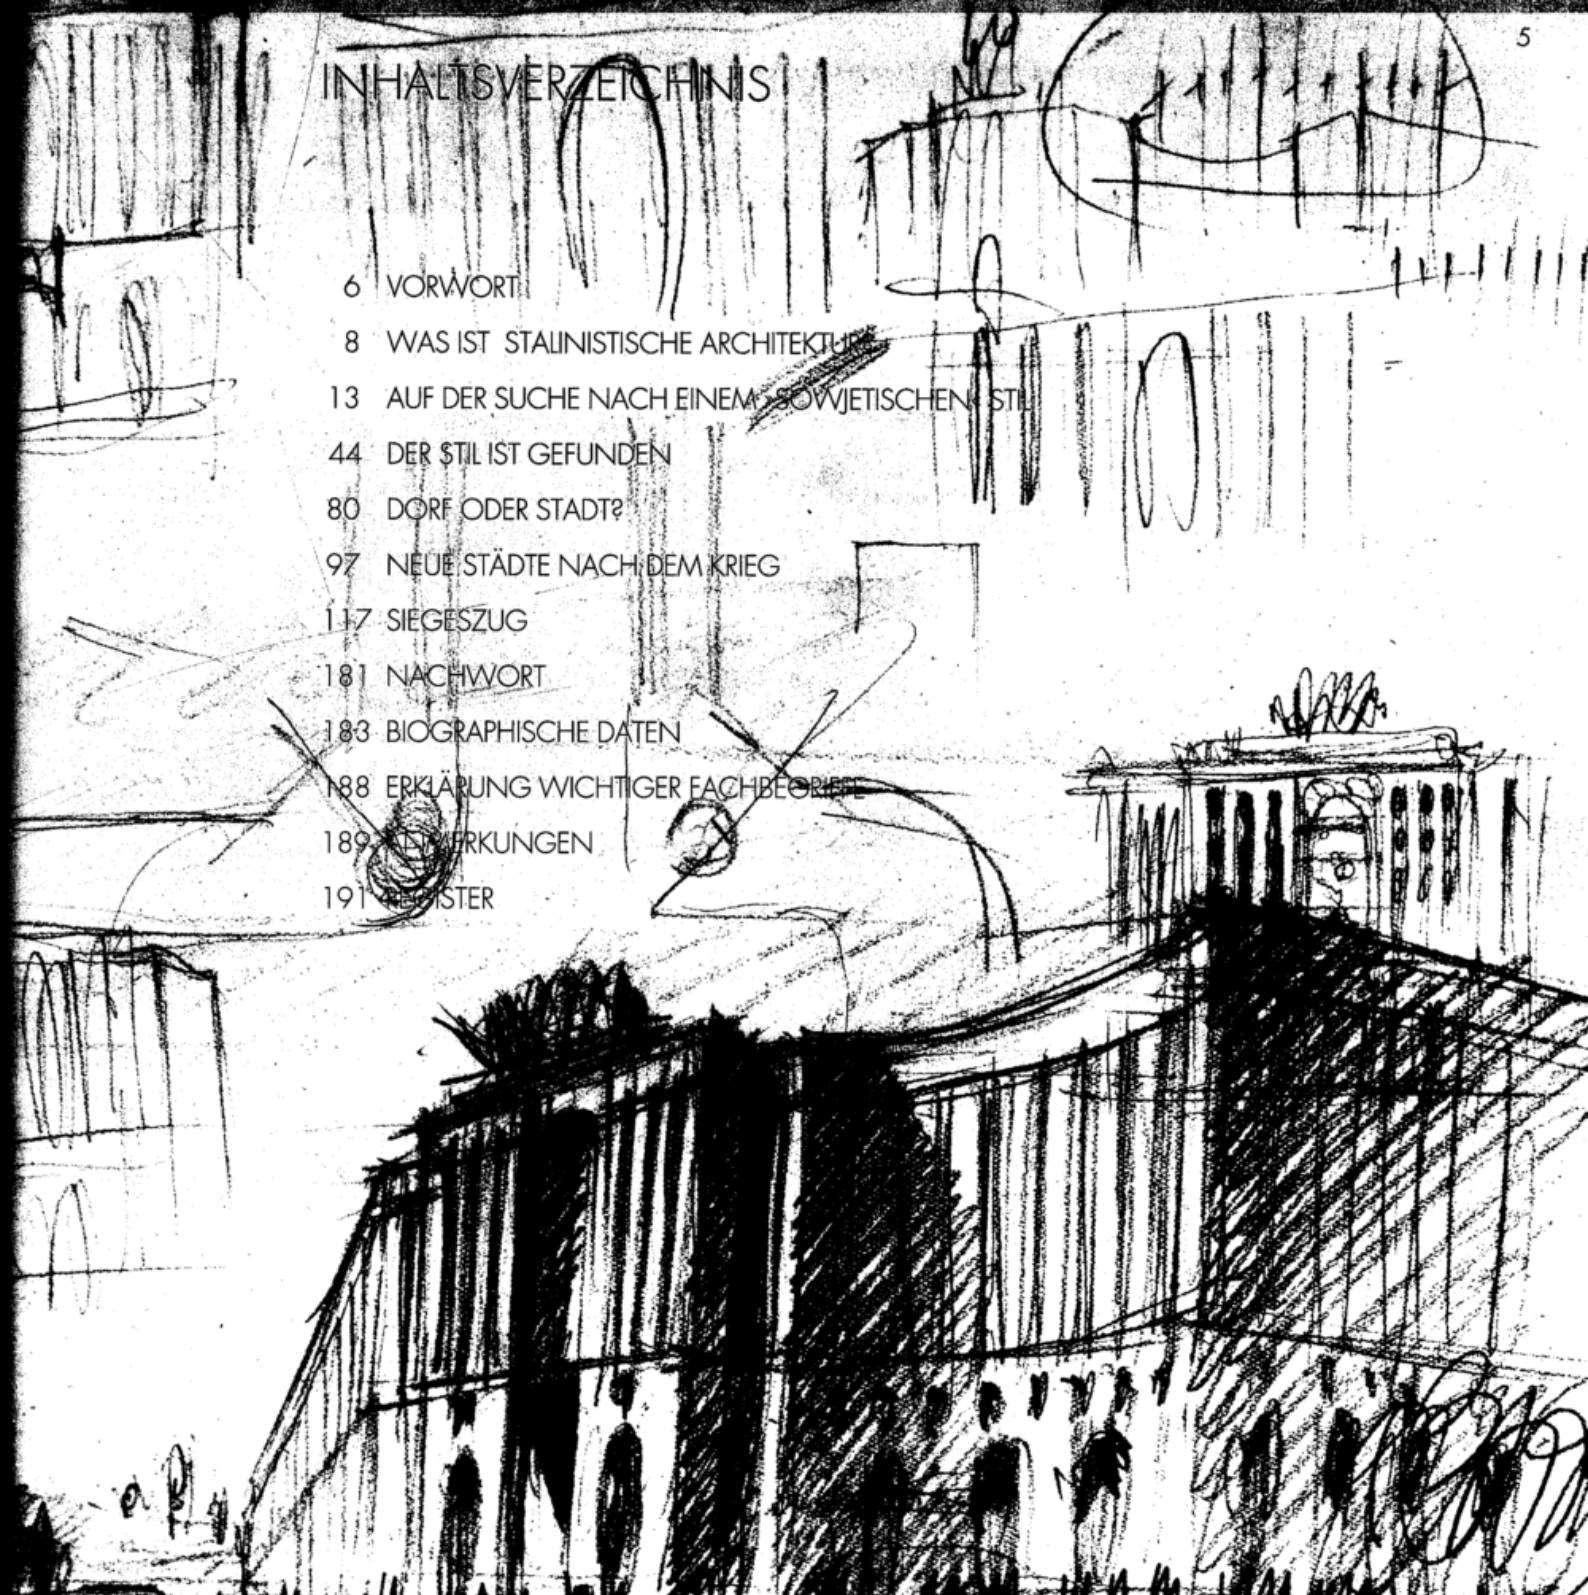 5
INHALTSVERZEICHNIS
6 VORWORT
8 WAS IST STALINISTISCHE ARCHITEKTUR?
13 AUF DER SUCHE NACH EINEM ›SOWJETISCHEN‹ STIL
44 DER STIL IST GEFUNDEN
80 DORF ODER STADT?
97 NEUE STÄDTE NACH DEM KRIEG
117 SIEGESZUG
181 NACHWORT
183 BIOGRAPHISCHE DATEN
188 ERKLÄRUNG WICHTIGER FACHBEGRIFFE
189 ANMERKUNGEN
191 REGISTER